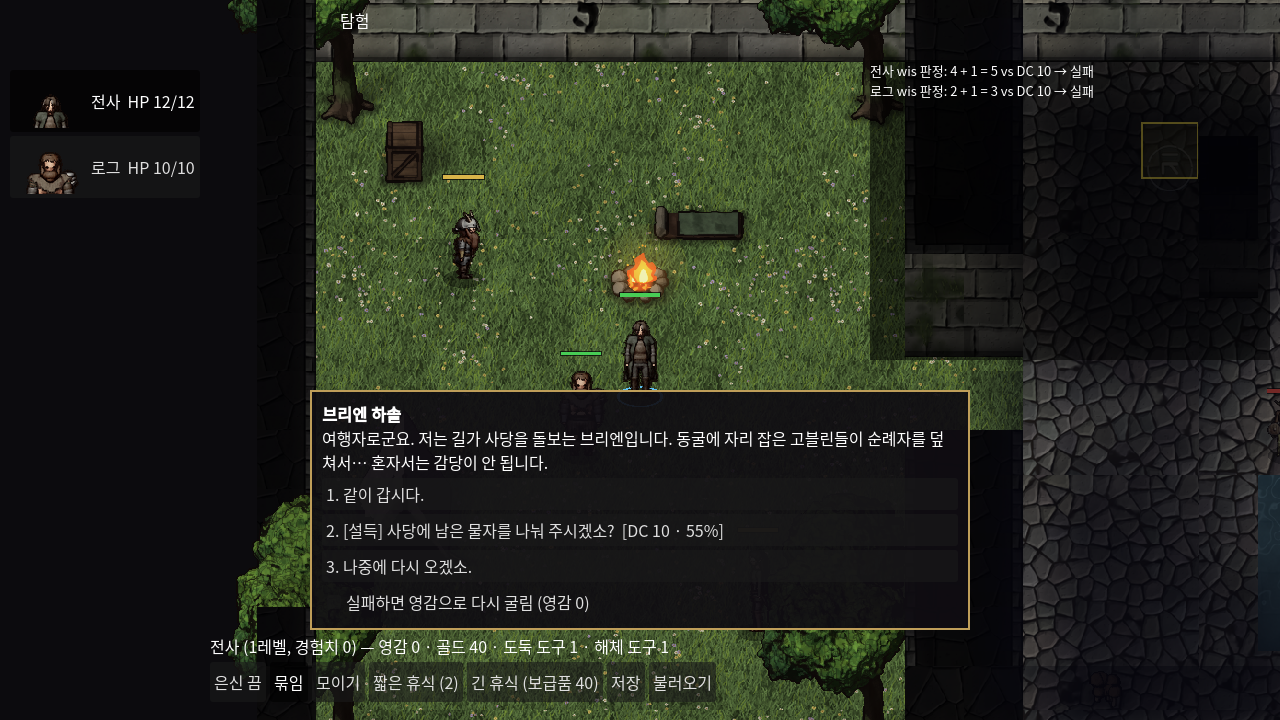 탐험
전사 wis 판정: 4 + 1 = 5 vs DC 10 → 실패
로그 wis 판정: 2 + 1 = 3 vs DC 10 → 실패
전사 HP 12/12
로그 HP 10/10
R
브리엔 하솔
여행자로군요. 저는 길가 사당을 돌보는 브리엔입니다. 동굴에 자리 잡은 고블린들이 순례자를 덮
쳐서… 혼자서는 감당이 안 됩니다.
1. 같이 갑시다.
2. [설득] 사당에 남은 물자를 나눠 주시겠소? [DC 10 · 55%]
3. 나중에 다시 오겠소.
실패하면 영감으로 다시 굴림 (영감 0)
전사 (1레벨, 경험치 0) — 영감 0 · 골드 40 · 도둑 도구 1 · 해체 도구 1
은신 끔 묶임 모이기 짧은 휴식 (2) 긴 휴식 (보급품 40) 저장 불러오기